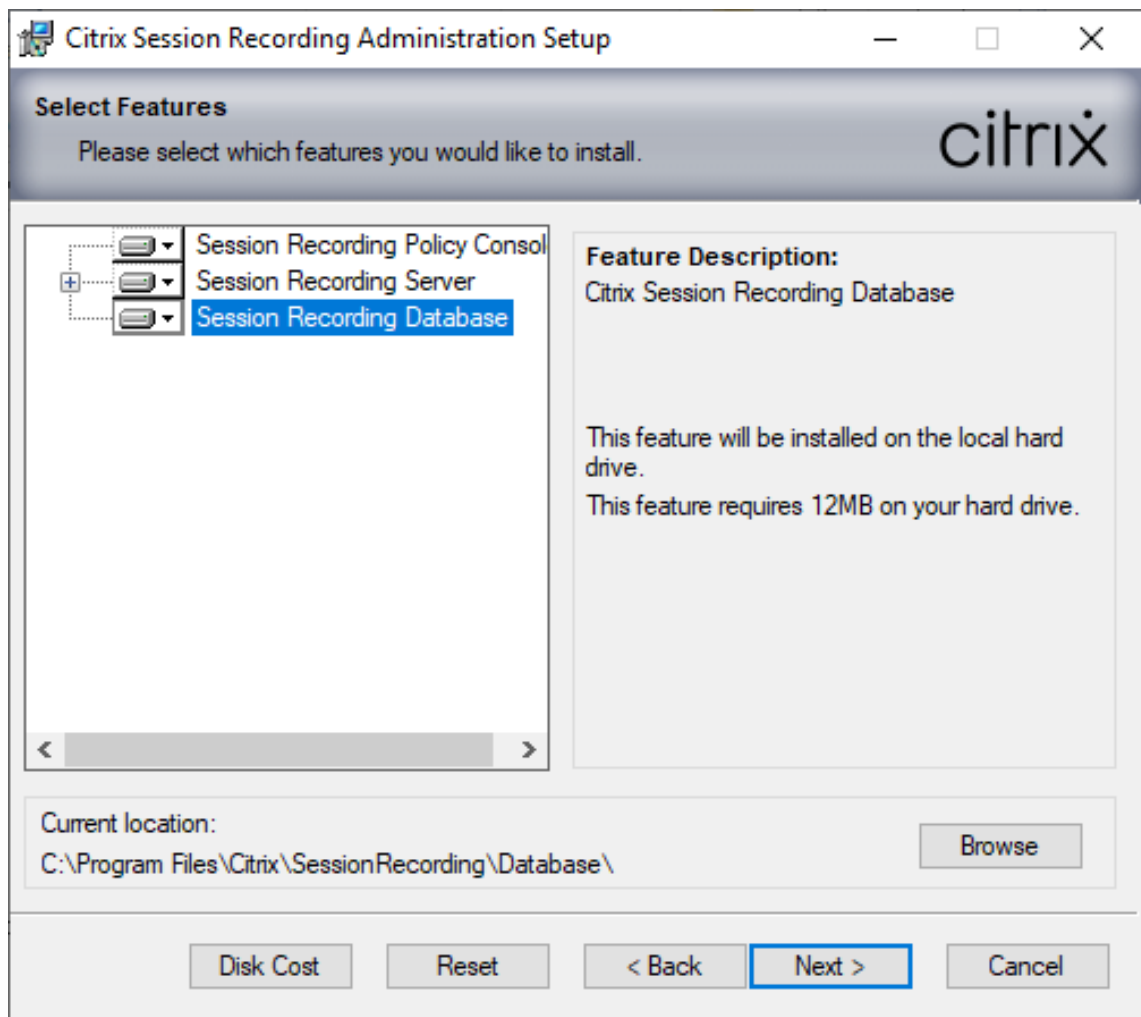 Citrix Session Recording Administration Setup
Select Features
Please select which features you would like to install.
citrix
Session Recording Policy Consol
Session Recording Server
Session Recording Database
Feature Description:
Citrix Session Recording Database
This feature will be installed on the local hard
drive.
This feature requires 12MB on your hard drive.
Current location:
C:\Program Files\Citrix\SessionRecording\Database\
Browse
Disk Cost
Reset
< Back
Next >
Cancel